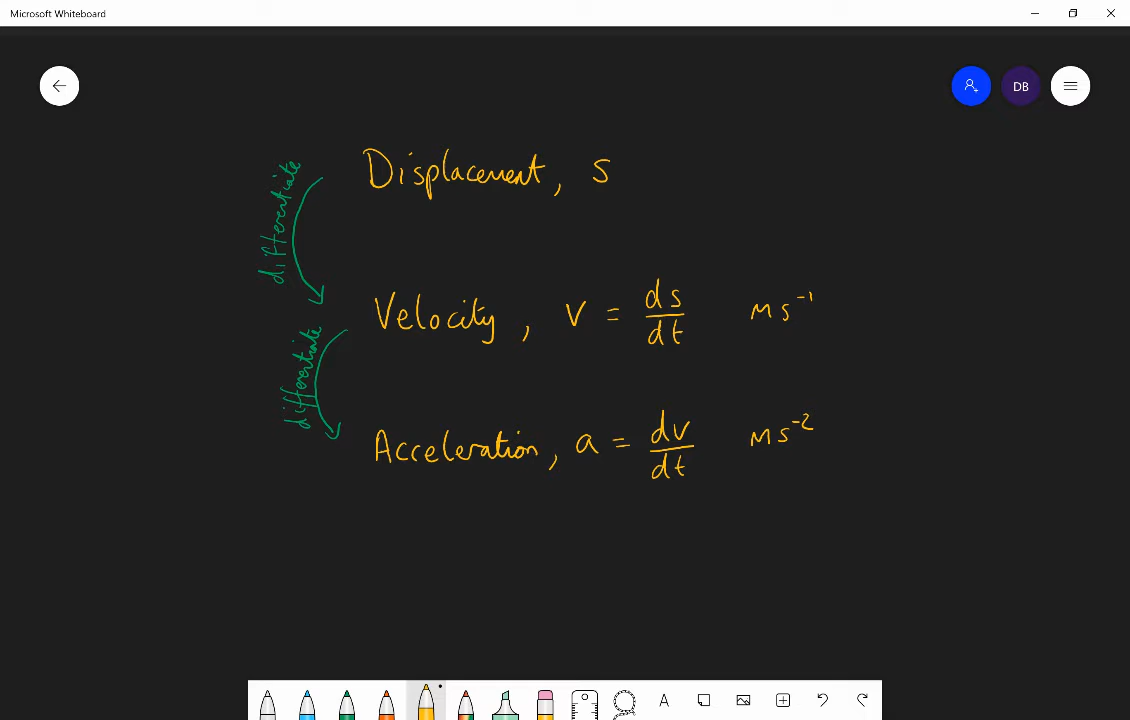 Microsoft Whiteboard
DB
Displacement, s
differentiate
Velocity, v = ds/dt ms⁻¹
differentiate
Acceleration, a = dv/dt ms⁻²
A